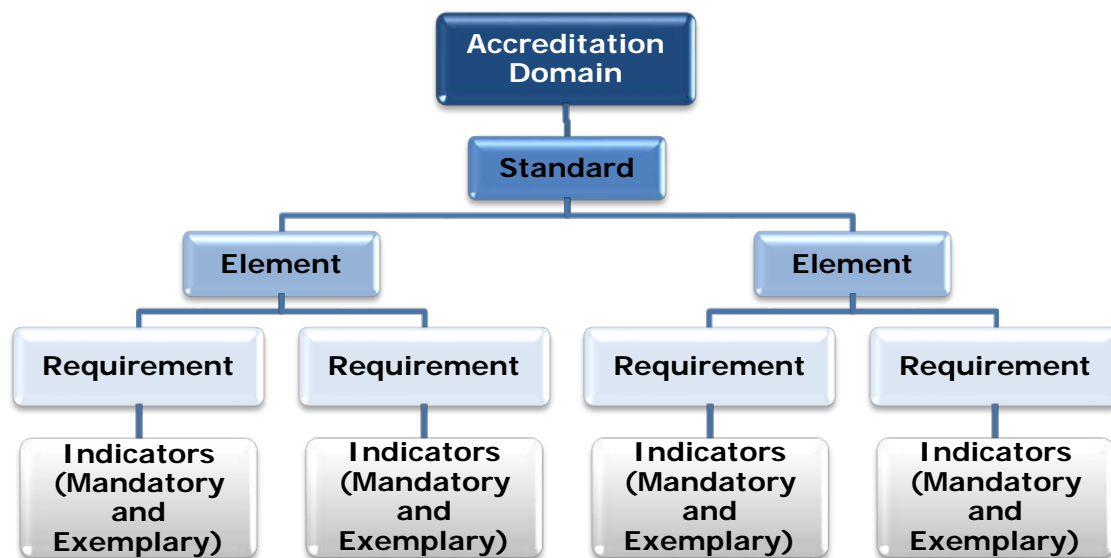 Accreditation
Domain
Standard
Element
Element
Requirement
Requirement
Requirement
Requirement
Indicators
(Mandatory
and
Exemplary)
Indicators
(Mandatory
and
Exemplary)
Indicators
(Mandatory
and
Exemplary)
Indicators
(Mandatory
and
Exemplary)